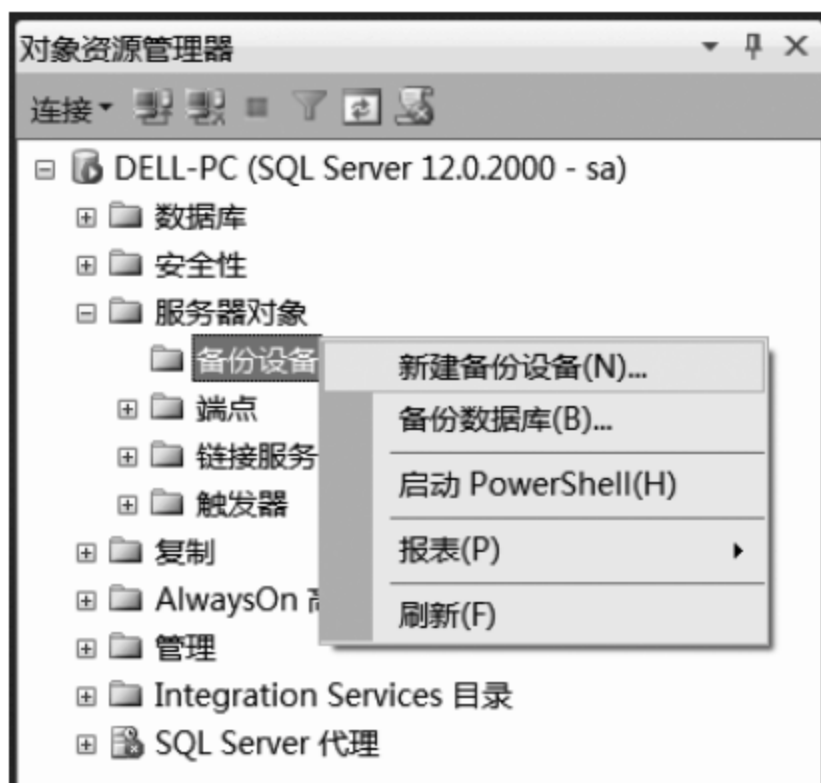 对象资源管理器
连接
DELL-PC (SQL Server 12.0.2000 - sa)
数据库
安全性
服务器对象
备份设备
新建备份设备(N)...
备份数据库(B)...
端点
链接服务
启动 PowerShell(H)
触发器
报表(P)
复制
AlwaysOn
刷新(F)
管理
Integration Services 目录
SQL Server 代理